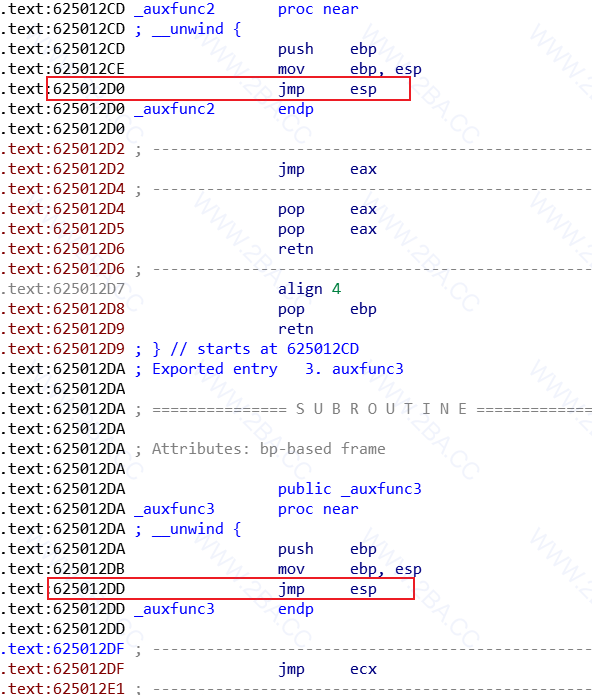 .text:625012CD _auxfunc2       proc near
.text:625012CD ; __unwind {
.text:625012CD                 push    ebp
.text:625012CE                 mov     ebp, esp
.text:625012D0                 jmp     esp
.text:625012D0 _auxfunc2       endp
.text:625012D0
.text:625012D2 ; ---------------------------------------------------
.text:625012D2                 jmp     eax
.text:625012D4 ; ---------------------------------------------------
.text:625012D4                 pop     eax
.text:625012D5                 pop     eax
.text:625012D6                 retn
.text:625012D6 ; ---------------------------------------------------
.text:625012D7                 align 4
.text:625012D8                 pop     ebp
.text:625012D9                 retn
.text:625012D9 ; } // starts at 625012CD
.text:625012DA ; Exported entry   3. auxfunc3
.text:625012DA
.text:625012DA ; =============== S U B R O U T I N E =============
.text:625012DA
.text:625012DA ; Attributes: bp-based frame
.text:625012DA
.text:625012DA                 public _auxfunc3
.text:625012DA _auxfunc3       proc near
.text:625012DA ; __unwind {
.text:625012DA                 push    ebp
.text:625012DB                 mov     ebp, esp
.text:625012DD                 jmp     esp
.text:625012DD _auxfunc3       endp
.text:625012DD
.text:625012DF ; ---------------------------------------------------
.text:625012DF                 jmp     ecx
.text:625012E1 ; ---------------------------------------------------
WWW.2BA.CC